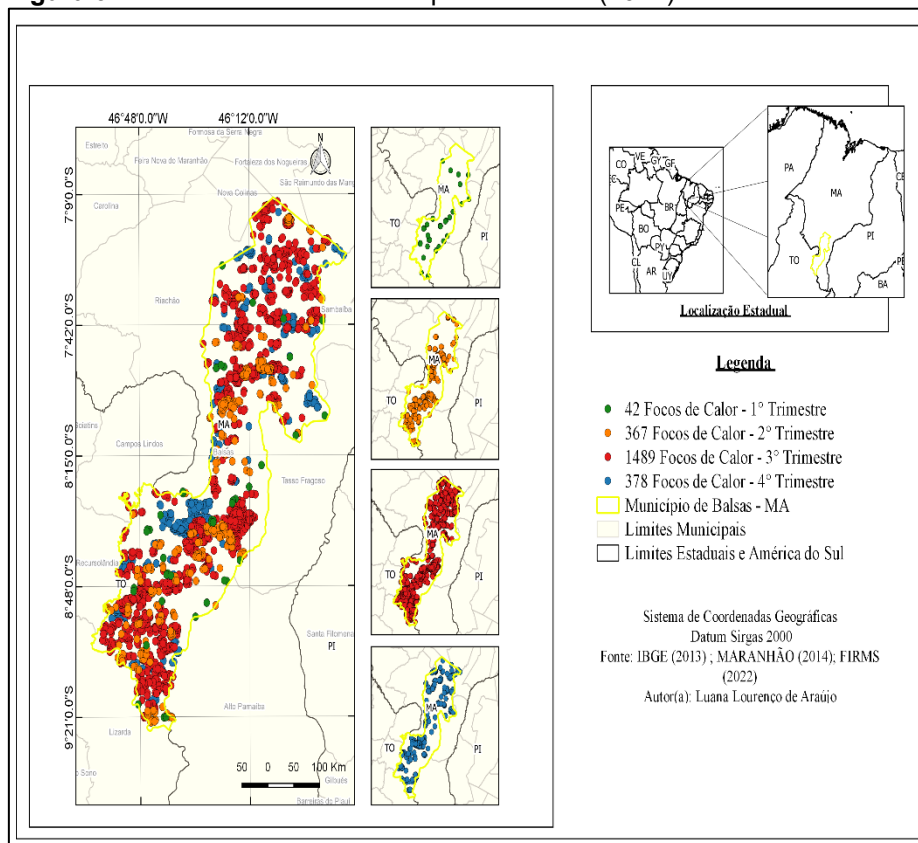 46°48'0.0"W 46°12'0.0"W
7°9'0.0"S
7°42'0.0"S
8°15'0.0"S
8°48'0.0"S
9°21'0.0"S
N
Formosa da Serra Negra
Estreito
Feira Nova do Maranhão
Fortaleza dos Nogueiras
São Raimundo das Man
Nova Colinas
Carolina
Riachão
Sambaíba
MA
Balsas
Campos Lindos
Tasso Fragoso
Recursolândia
TO
Santa Filomena
PI
Alto Parnaíba
Lizarda
Gilbués
Barreiras do Piauí
50 0 50 100 Km
MA
TO
PI
MA
TO
PI
MA
TO
PI
MA
TO
PI
VE
GY
GF
CO
PE
BR
BO
PY
CL
AR
UY
PA
MA
CE
PI
TO
PE
BA
Localização Estadual
Legenda
42 Focos de Calor - 1° Trimestre
367 Focos de Calor - 2° Trimestre
1489 Focos de Calor - 3° Trimestre
378 Focos de Calor - 4° Trimestre
Município de Balsas - MA
Limites Municipais
Limites Estaduais e América do Sul
Sistema de Coordenadas Geográficas
Datum Sirgas 2000
Fonte: IBGE (2013) ; MARANHÃO (2014); FIRMS
(2022)
Autor(a): Luana Lourenço de Araújo